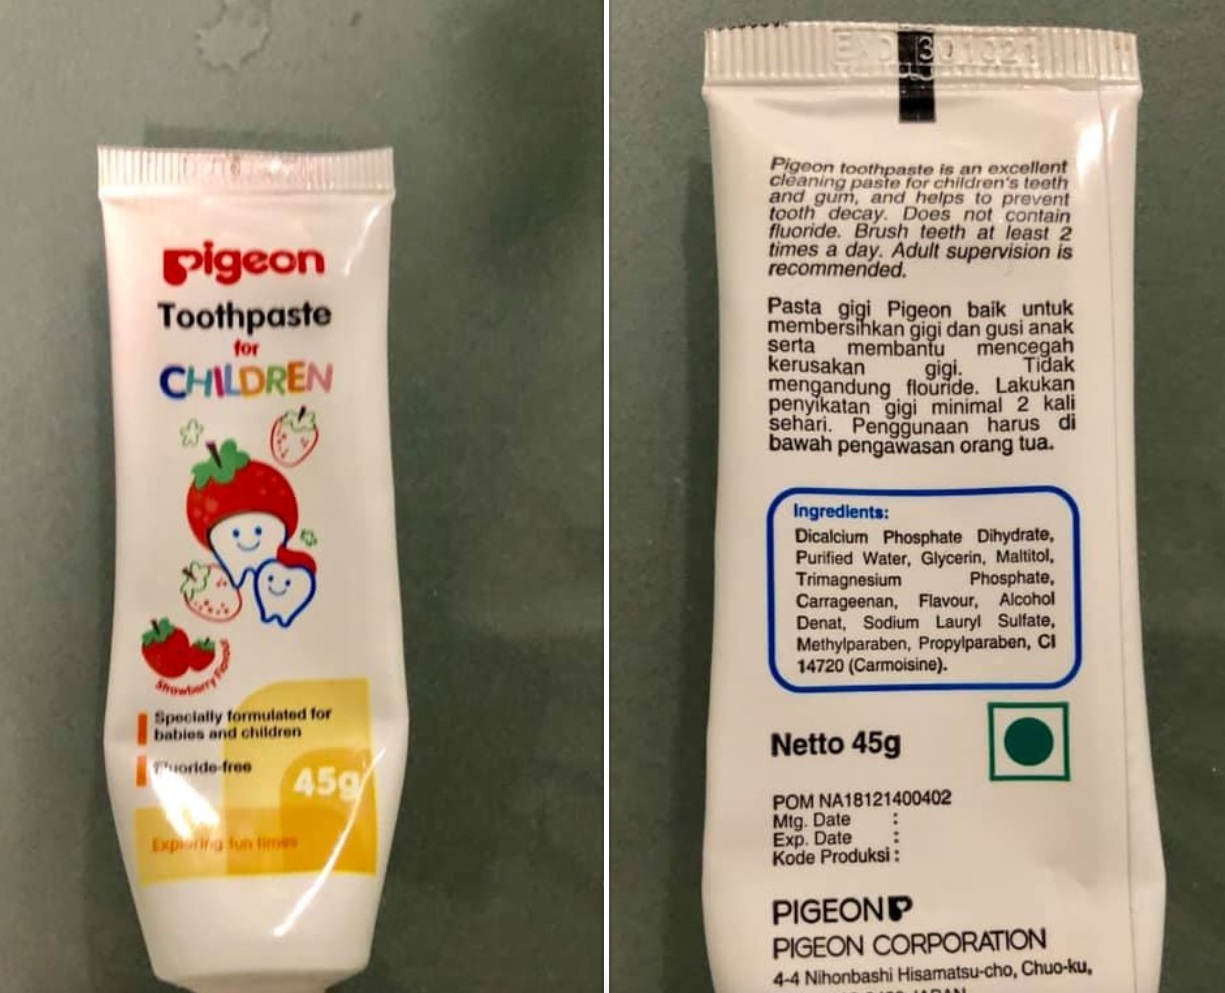 pigeon
Toothpaste
for
CHILDREN
Strawberry Flavour
Specially formulated for
babies and children
Fluoride-free
45g
Exploring fun times
EXP 301021
Pigeon toothpaste is an excellent
cleaning paste for children's teeth
and gum, and helps to prevent
tooth decay. Does not contain
fluoride. Brush teeth at least 2
times a day. Adult supervision is
recommended.
Pasta gigi Pigeon baik untuk
membersihkan gigi dan gusi anak
serta membantu mencegah
kerusakan gigi. Tidak
mengandung flouride. Lakukan
penyikatan gigi minimal 2 kali
sehari. Penggunaan harus di
bawah pengawasan orang tua.
Ingredients:
Dicalcium Phosphate Dihydrate,
Purified Water, Glycerin, Maltitol,
Trimagnesium Phosphate,
Carrageenan, Flavour, Alcohol
Denat, Sodium Lauryl Sulfate,
Methylparaben, Propylparaben, CI
14720 (Carmoisine).
Netto 45g
POM NA18121400402
Mfg. Date :
Exp. Date :
Kode Produksi :
PIGEON
PIGEON CORPORATION
4-4 Nihonbashi Hisamatsu-cho, Chuo-ku,
JAPAN